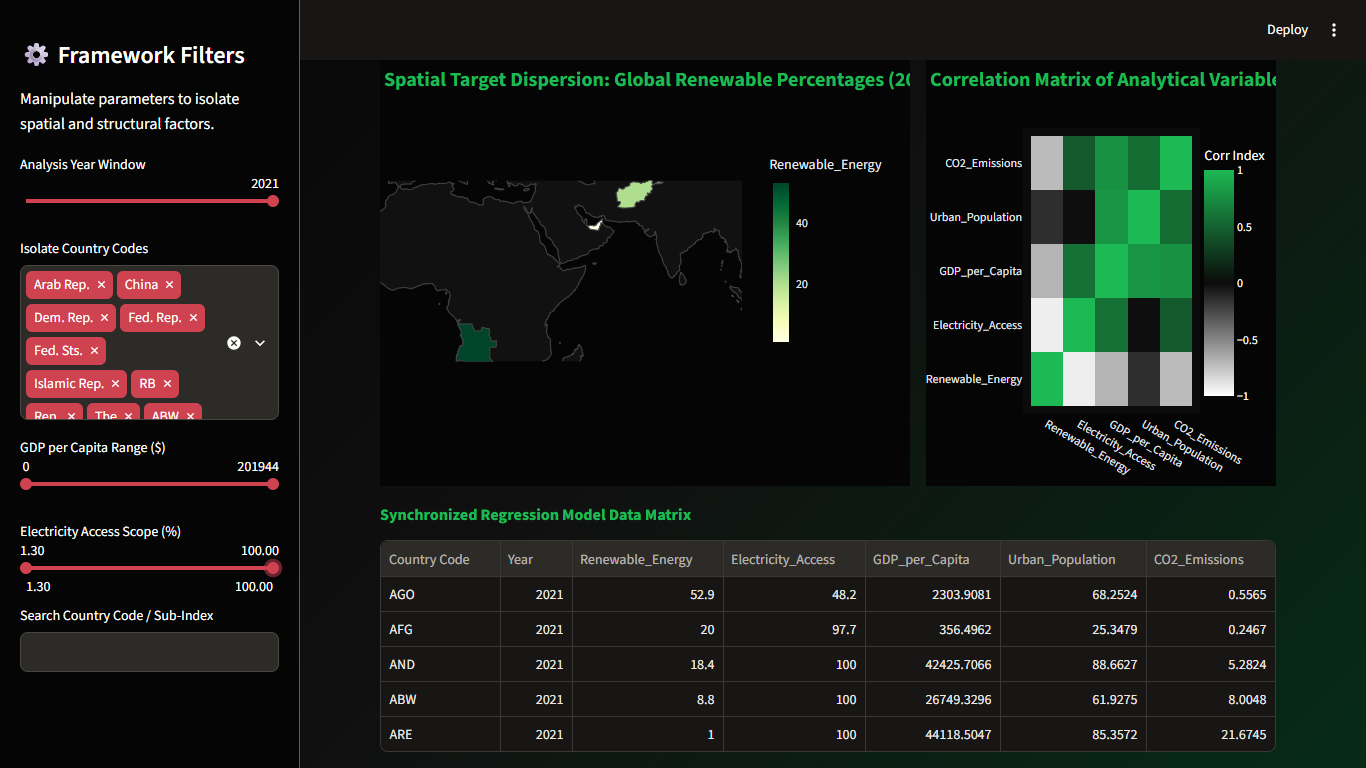 Deploy
Framework Filters
Manipulate parameters to isolate
spatial and structural factors.
Analysis Year Window
2021
Isolate Country Codes
Arab Rep. × China ×
Dem. Rep. × Fed. Rep. ×
Fed. Sts. ×
Islamic Rep. × RB ×
Rep. × The × ABW ×
GDP per Capita Range ($)
0 201944
Electricity Access Scope (%)
1.30 100.00
1.30 100.00
Search Country Code / Sub-Index
Spatial Target Dispersion: Global Renewable Percentages (20
Renewable_Energy
40
20
Correlation Matrix of Analytical Variable
CO2_Emissions
Urban_Population
GDP_per_Capita
Electricity_Access
Renewable_Energy
Renewable_Energy
Electricity_Access
GDP_per_Capita
Urban_Population
CO2_Emissions
Corr Index
1
0.5
0
−0.5
−1
Synchronized Regression Model Data Matrix
Country Code Year Renewable_Energy Electricity_Access GDP_per_Capita Urban_Population CO2_Emissions
AGO 2021 52.9 48.2 2303.9081 68.2524 0.5565
AFG 2021 20 97.7 356.4962 25.3479 0.2467
AND 2021 18.4 100 42425.7066 88.6627 5.2824
ABW 2021 8.8 100 26749.3296 61.9275 8.0048
ARE 2021 1 100 44118.5047 85.3572 21.6745